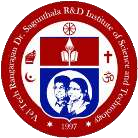 Vel Tech Rangarajan Dr. Sagunthala R&D Institute of Science and Technology
* 1997 *